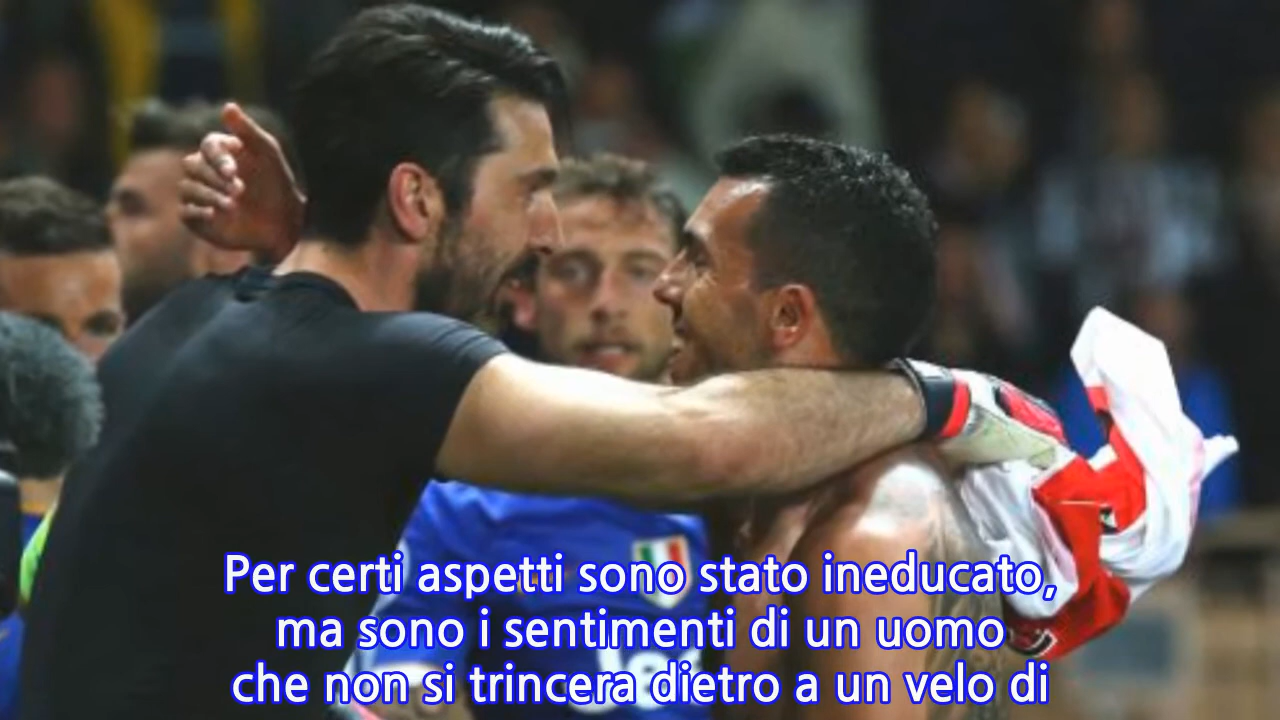 Per certi aspetti sono stato ineducato,
ma sono i sentimenti di un uomo
che non si trincera dietro a un velo di